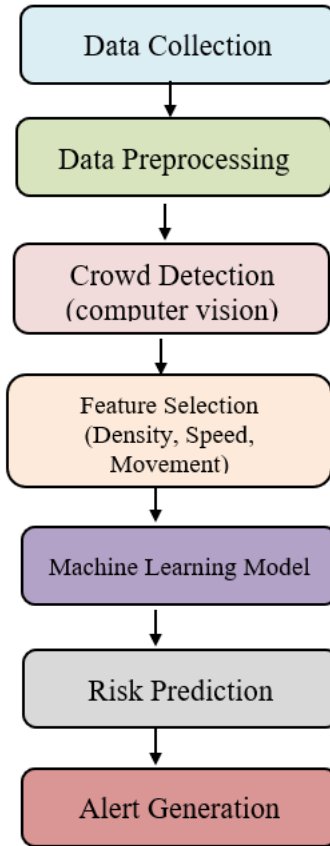 Data Collection
Data Preprocessing
Crowd Detection
(computer vision)
Feature Selection
(Density, Speed,
Movement)
Machine Learning Model
Risk Prediction
Alert Generation